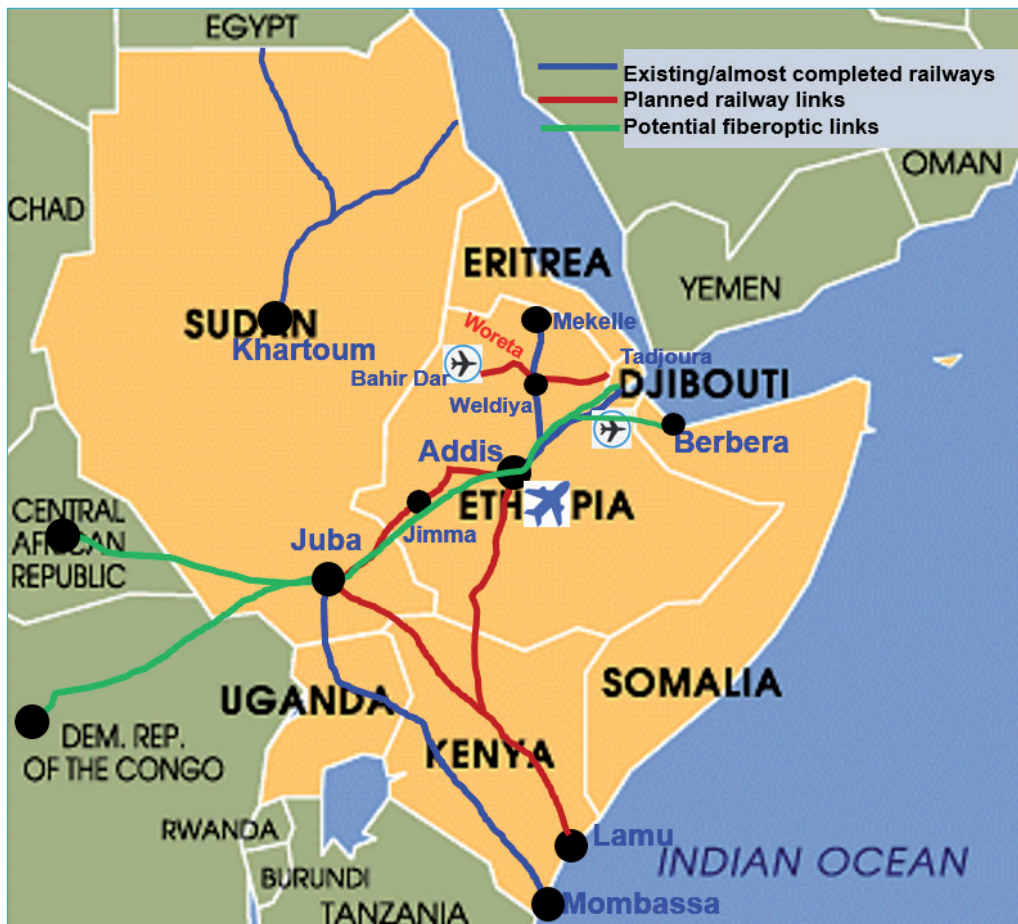 EGYPT
Existing/almost completed railways
Planned railway links
Potential fiberoptic links
OMAN
CHAD
ERITREA
YEMEN
SUDAN
Khartoum
Mekelle
Woreta
Tadjoura
Bahir Dar
DJIBOUTI
Weldiya
Berbera
Addis
ETH PIA
CENTRAL
AFRICAN
REPUBLIC
Jimma
Juba
SOMALIA
UGANDA
DEM. REP.
OF THE CONGO
KENYA
RWANDA
Lamu
INDIAN OCEAN
BURUNDI
Mombassa
TANZANIA